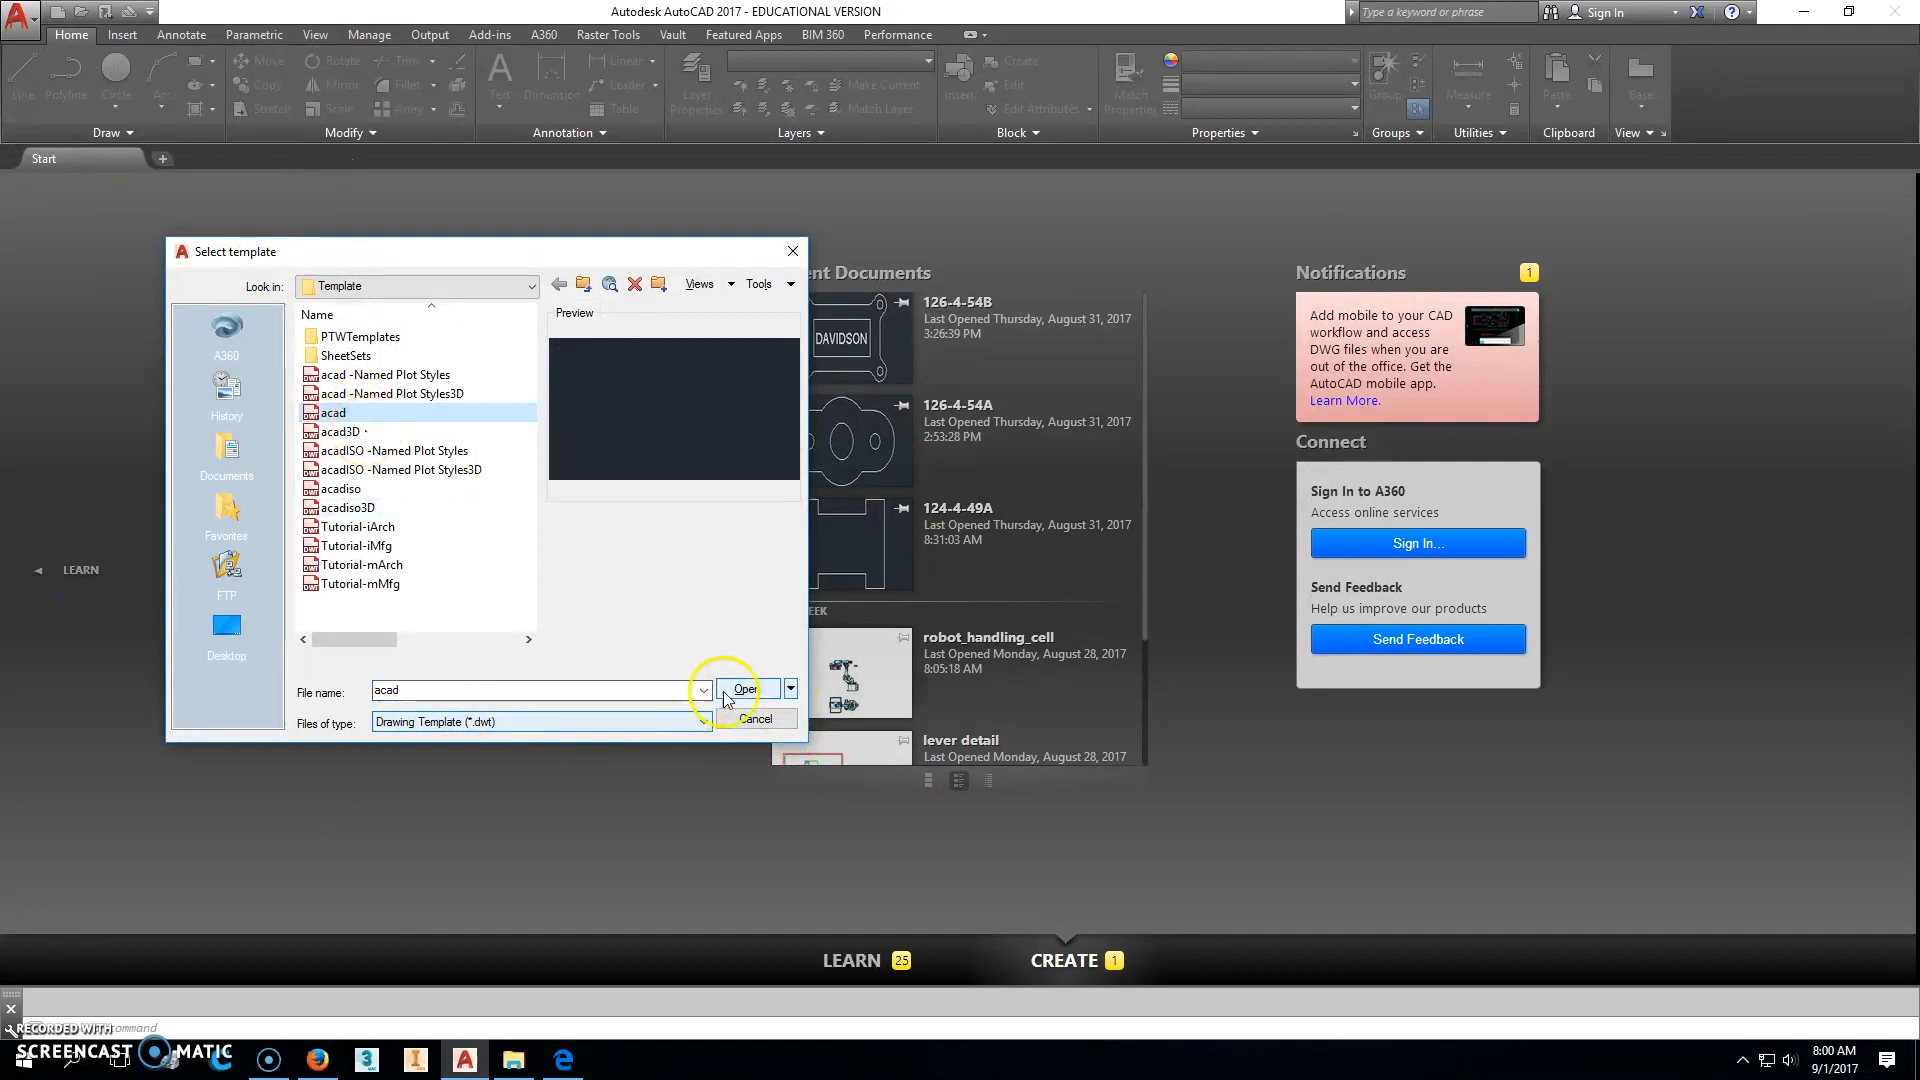 Autodesk AutoCAD 2017 - EDUCATIONAL VERSION
Type a keyword or phrase
Sign In
Home Insert Annotate Parametric View Manage Output Add-ins A360 Raster Tools Vault Featured Apps BIM 360 Performance
Line Polyline Circle Arc
Move Rotate Trim
Copy Mirror Fillet
Stretch Scale Array
Text Dimension
Linear
Leader
Table
Layer Properties
Make Current
Match Layer
Insert
Create
Edit
Edit Attributes
Match Properties
Group
Measure
Paste
Base
Draw Modify Annotation Layers Block Properties Groups Utilities Clipboard View
Start
Select template
Look in: Template
Views Tools
Name
PTWTemplates
SheetSets
acad -Named Plot Styles
acad -Named Plot Styles3D
acad
acad3D
acadISO -Named Plot Styles
acadISO -Named Plot Styles3D
acadiso
acadiso3D
Tutorial-iArch
Tutorial-iMfg
Tutorial-mArch
Tutorial-mMfg
A360
History
Documents
Favorites
FTP
Desktop
Preview
File name: acad
Open
Files of type: Drawing Template (*.dwt)
Cancel
LEARN
nt Documents
DAVIDSON
126-4-54B
Last Opened Thursday, August 31, 2017
3:26:39 PM
126-4-54A
Last Opened Thursday, August 31, 2017
2:53:28 PM
124-4-49A
Last Opened Thursday, August 31, 2017
8:31:03 AM
EEK
robot_handling_cell
Last Opened Monday, August 28, 2017
8:05:18 AM
lever detail
Last Opened Monday, August 28, 2017
Notifications 1
Add mobile to your CAD
workflow and access
DWG files when you are
out of the office. Get the
AutoCAD mobile app.
Learn More.
Connect
Sign In to A360
Access online services
Sign In...
Send Feedback
Help us improve our products
Send Feedback
LEARN 25 CREATE 1
command
RECORDED WITH
SCREENCAST MATIC
8:00 AM
9/1/2017